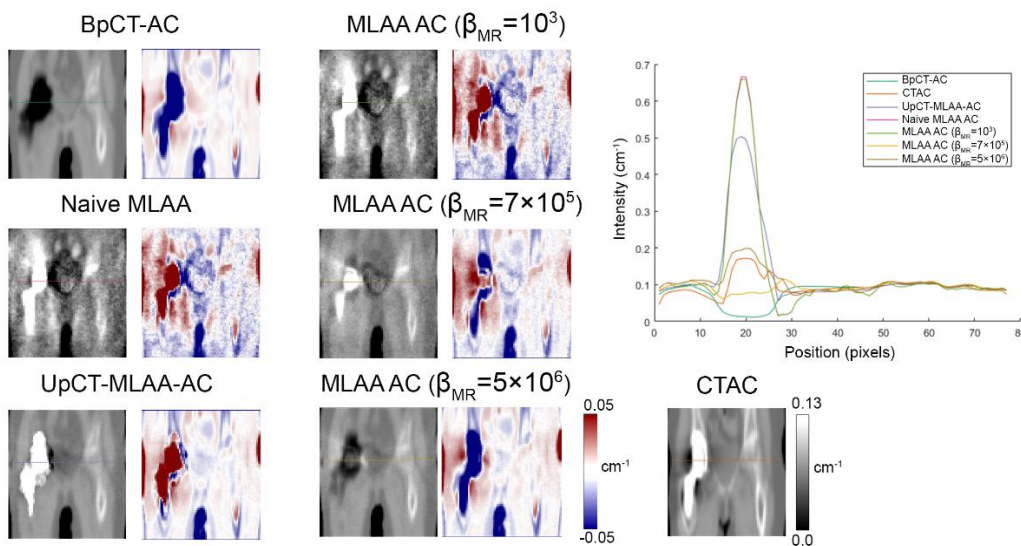 BpCT-AC
MLAA AC (βMR=10³)
Naive MLAA
MLAA AC (βMR=7×10⁵)
UpCT-MLAA-AC
MLAA AC (βMR=5×10⁶)
0.05
cm⁻¹
-0.05
CTAC
0.13
cm⁻¹
0.0
Intensity (cm⁻¹)
0.7
0.6
0.5
0.4
0.3
0.2
0.1
0
0 10 20 30 40 50 60 70 80
Position (pixels)
BpCT-AC
CTAC
UpCT-MLAA-AC
Naive MLAA AC
MLAA AC (βMR=10³)
MLAA AC (βMR=7×10⁵)
MLAA AC (βMR=5×10⁶)